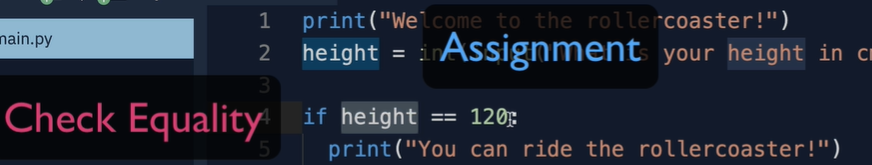 main.py
1 print("Welcome to the rollercoaster!")
Assignment
2 height = your height in
3
Check Equality
4 if height == 120:
5 print("You can ride the rollercoaster!")